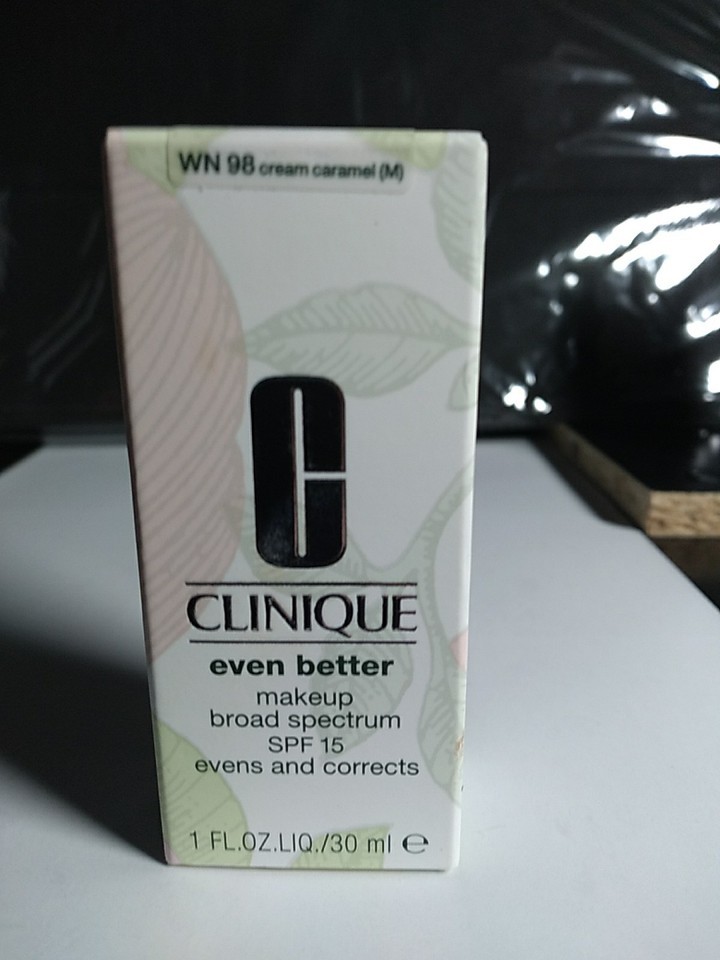 WN 98 cream caramel (M)
C
CLINIQUE
even better
makeup
broad spectrum
SPF 15
evens and corrects
1 FL.OZ.LIQ./30 ml ℮